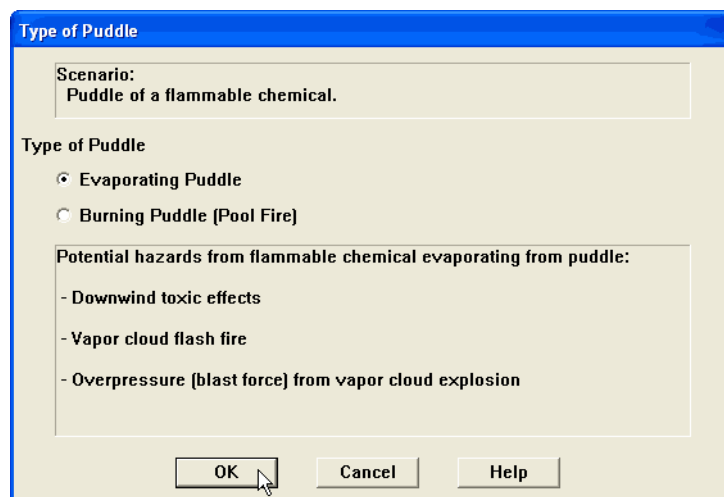 Type of Puddle
Scenario:
Puddle of a flammable chemical.
Type of Puddle
Evaporating Puddle
Burning Puddle (Pool Fire)
Potential hazards from flammable chemical evaporating from puddle:
- Downwind toxic effects
- Vapor cloud flash fire
- Overpressure (blast force) from vapor cloud explosion
OK Cancel Help